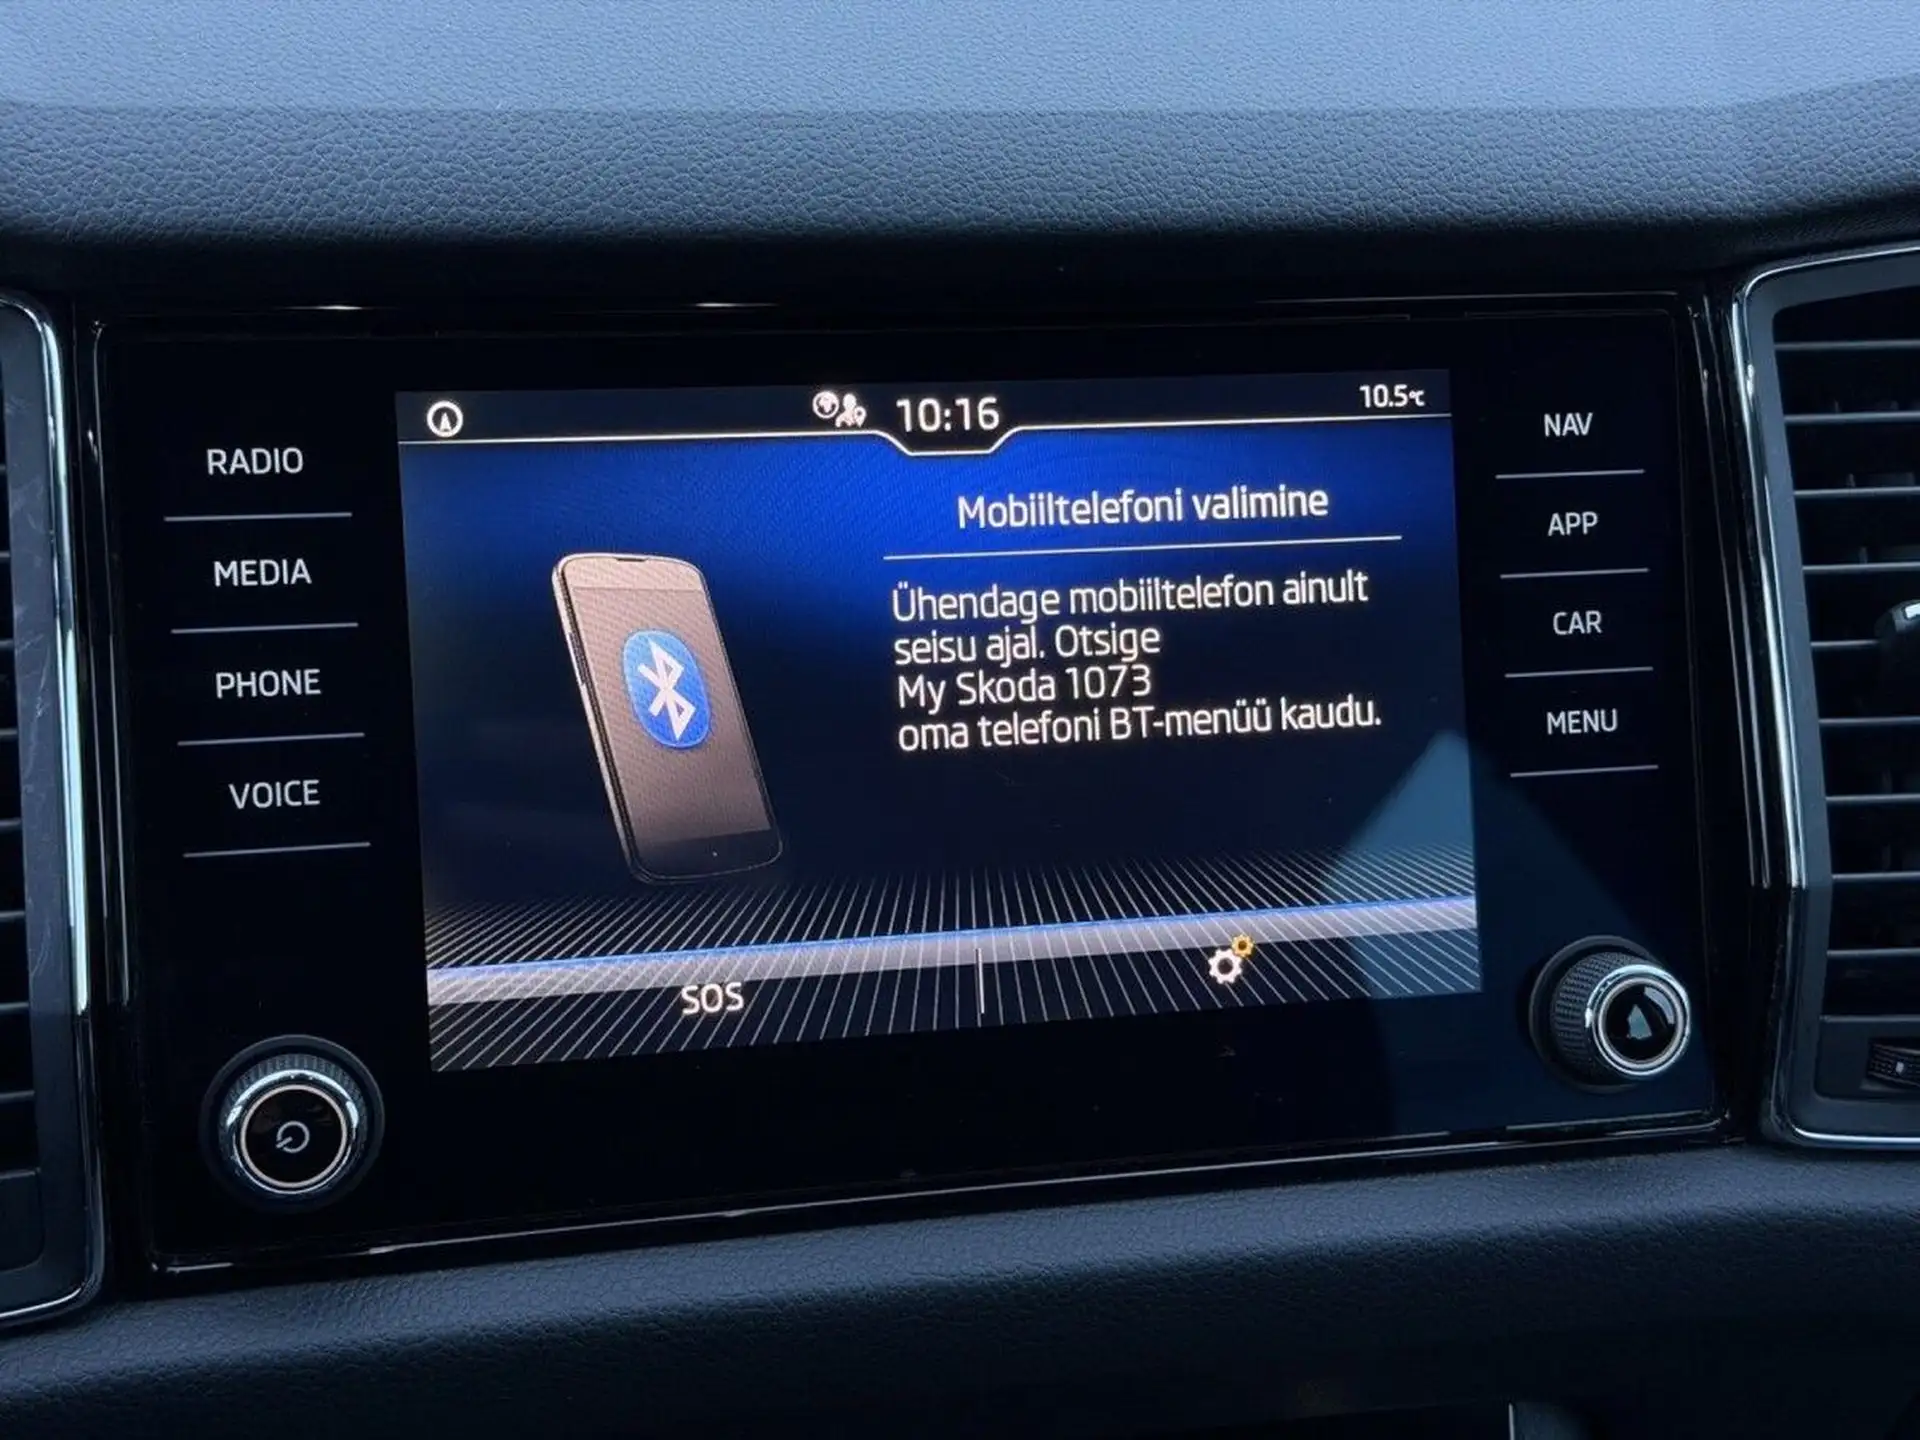 RADIO
MEDIA
PHONE
VOICE
10:16
10.5°C
Mobiiltelefoni valimine
Ühendage mobiiltelefon ainult
seisu ajal. Otsige
My Skoda 1073
oma telefoni BT-menüü kaudu.
SOS
NAV
APP
CAR
MENU